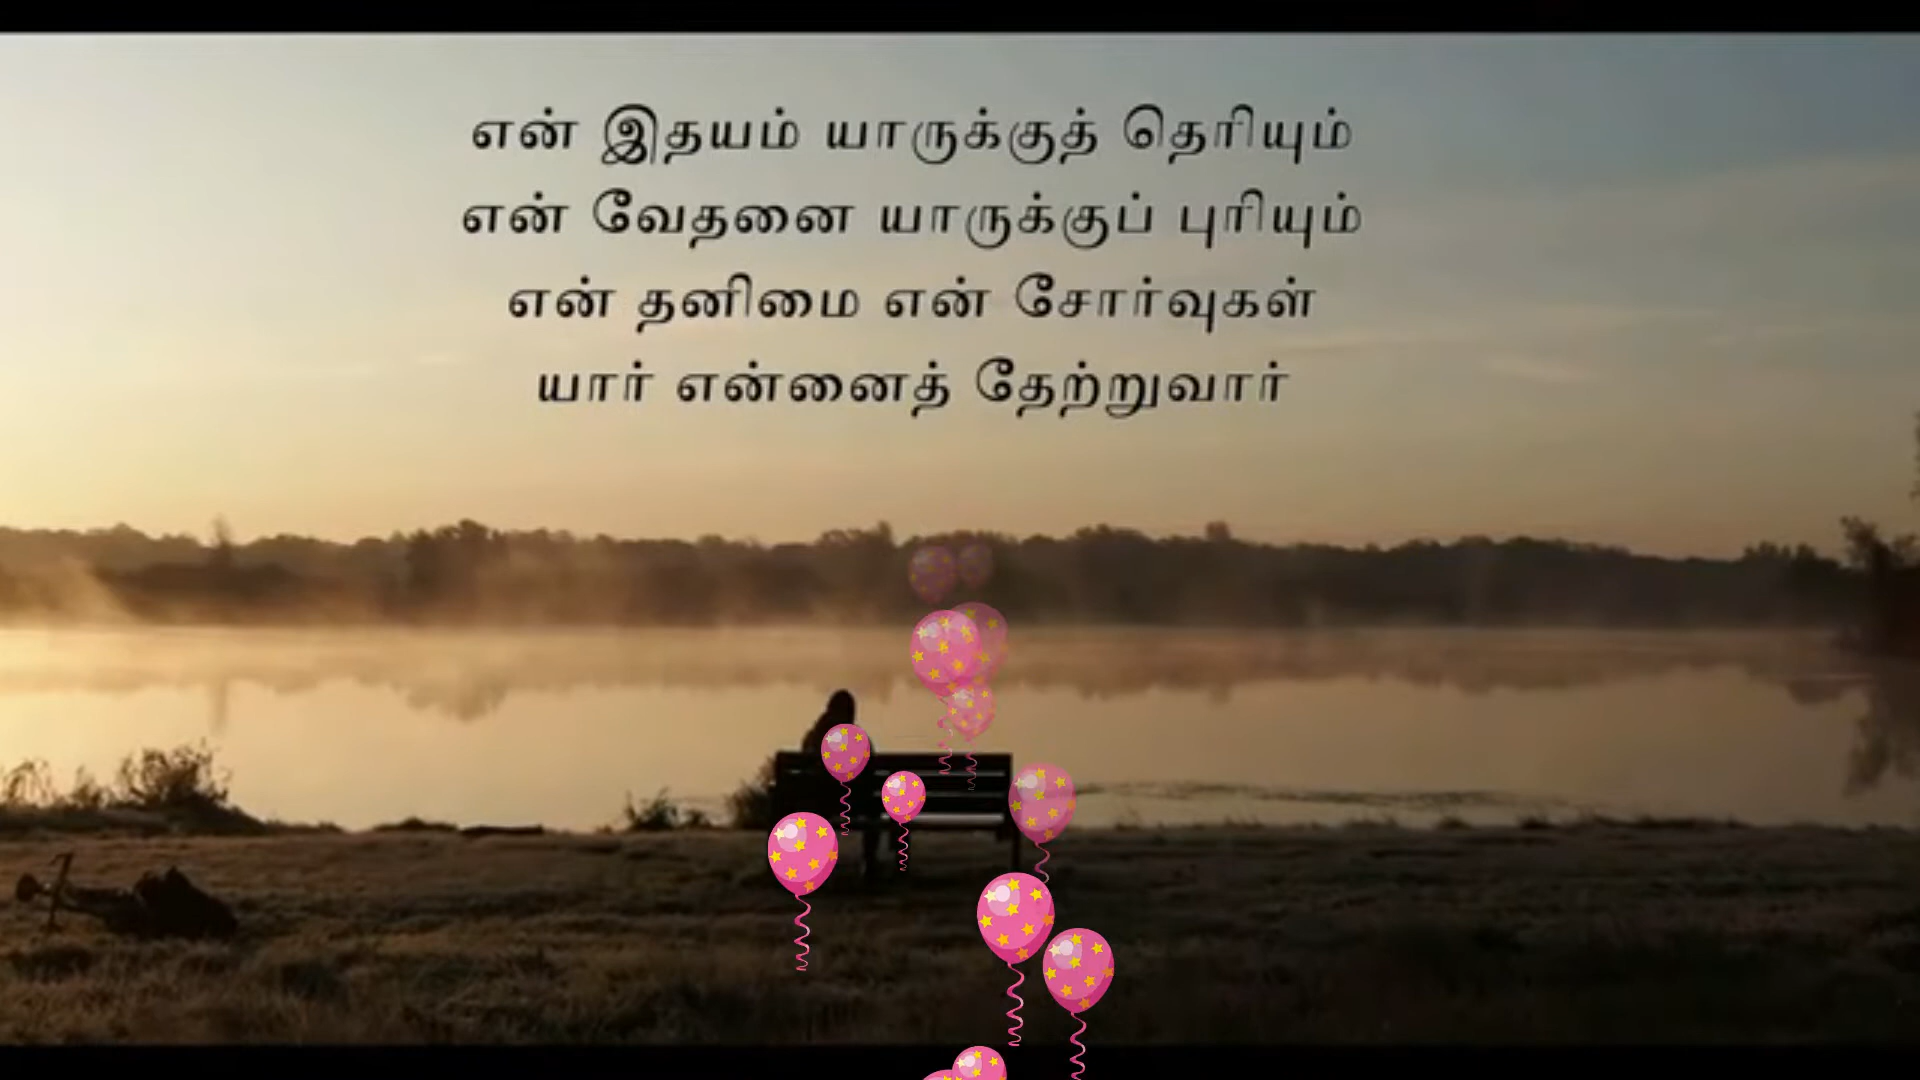 என் இதயம் யாருக்குத் தெரியும்
என் வேதனை யாருக்குப் புரியும்
என் தனிமை என் சோர்வுகள்
யார் என்னைத் தேற்றுவார்